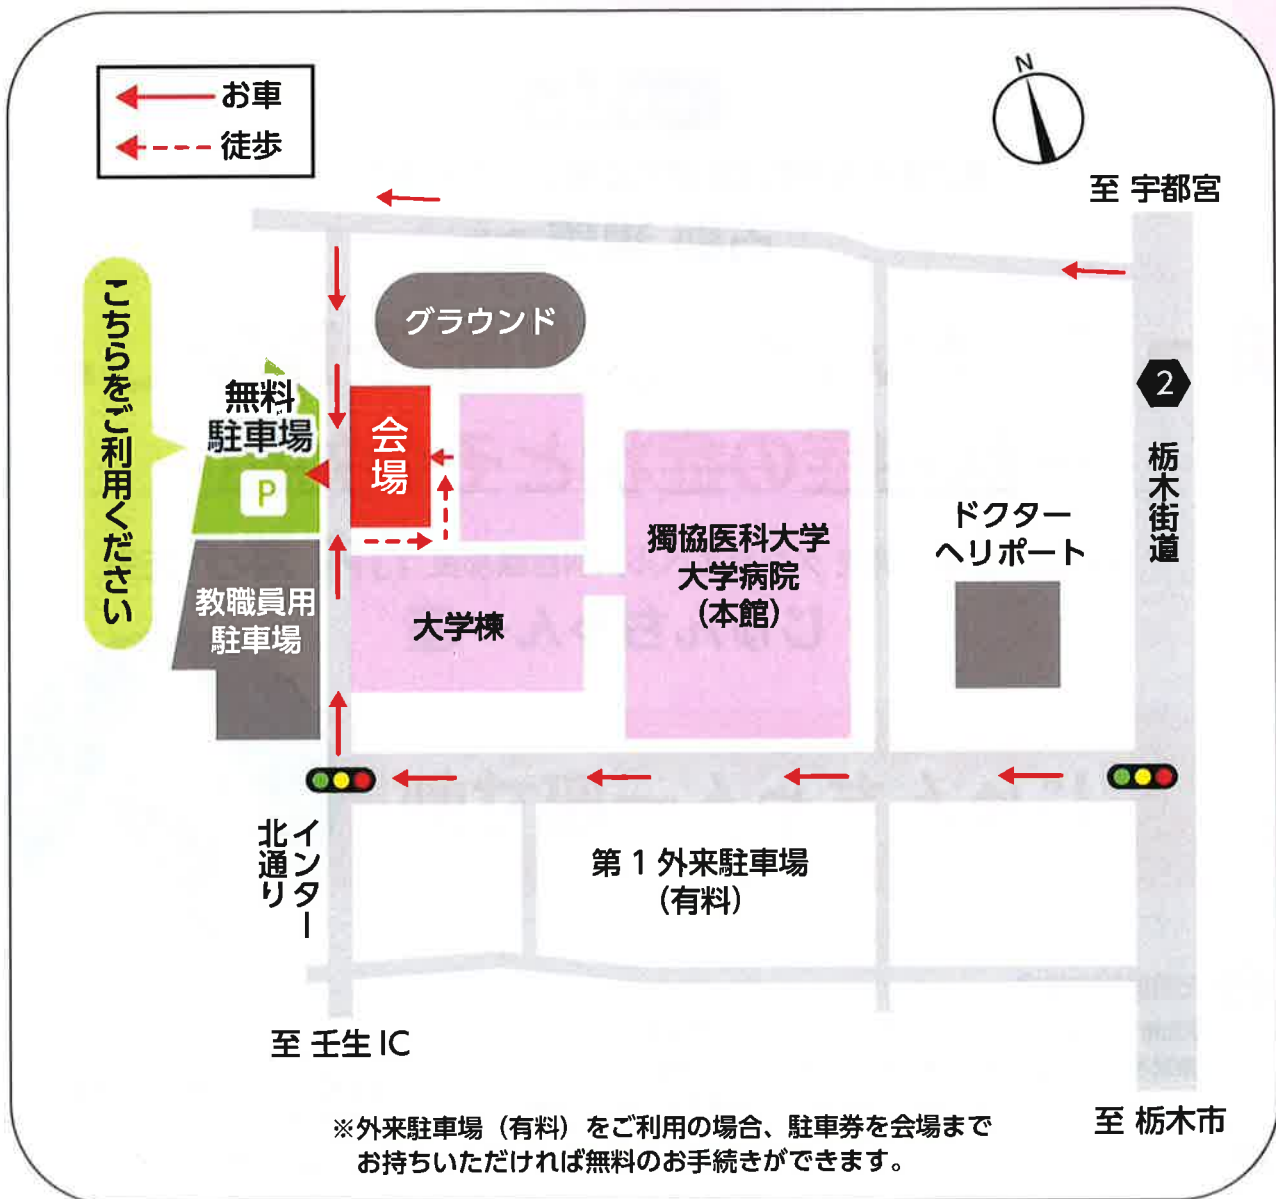 お車
徒歩
N
至 宇都宮
こちらをご利用ください
グラウンド
無料
駐車場
P
会場
2
栃木街道
獨協医科大学
大学病院
（本館）
ドクター
ヘリポート
教職員用
駐車場
大学棟
インター
北通り
第 1 外来駐車場
（有料）
至 壬生 IC
至 栃木市
※外来駐車場（有料）をご利用の場合、駐車券を会場まで
お持ちいただければ無料のお手続きができます。